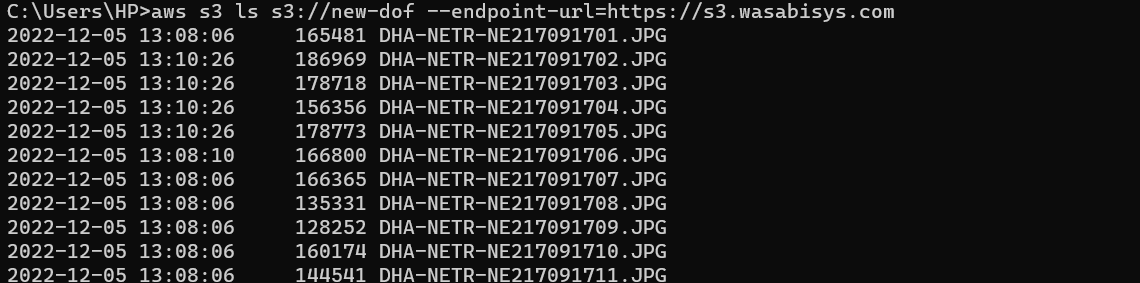 C:\Users\HP>aws s3 ls s3://new-dof --endpoint-url=https://s3.wasabisys.com
2022-12-05 13:08:06     165481 DHA-NETR-NE217091701.JPG
2022-12-05 13:10:26     186969 DHA-NETR-NE217091702.JPG
2022-12-05 13:10:26     178718 DHA-NETR-NE217091703.JPG
2022-12-05 13:10:26     156356 DHA-NETR-NE217091704.JPG
2022-12-05 13:10:26     178773 DHA-NETR-NE217091705.JPG
2022-12-05 13:08:10     166800 DHA-NETR-NE217091706.JPG
2022-12-05 13:08:06     166365 DHA-NETR-NE217091707.JPG
2022-12-05 13:08:06     135331 DHA-NETR-NE217091708.JPG
2022-12-05 13:08:06     128252 DHA-NETR-NE217091709.JPG
2022-12-05 13:08:06     160174 DHA-NETR-NE217091710.JPG
2022-12-05 13:08:06     144541 DHA-NETR-NE217091711.JPG